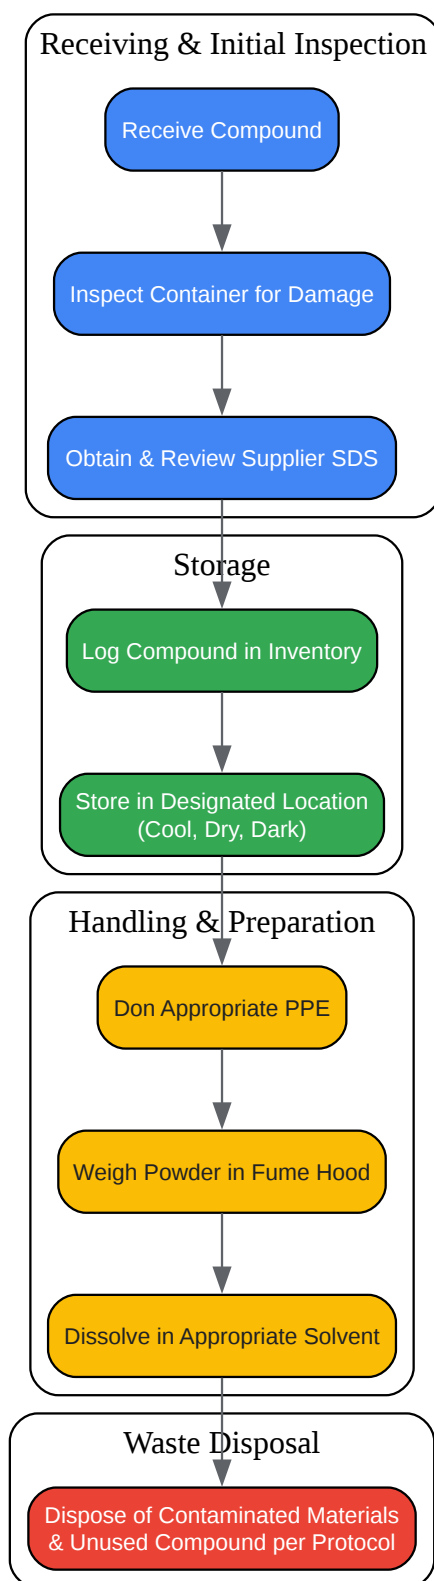 Receiving & Initial Inspection
Receive Compound
Inspect Container for Damage
Obtain & Review Supplier SDS
Storage
Log Compound in Inventory
Store in Designated Location
(Cool, Dry, Dark)
Handling & Preparation
Don Appropriate PPE
Weigh Powder in Fume Hood
Dissolve in Appropriate Solvent
Waste Disposal
Dispose of Contaminated Materials
& Unused Compound per Protocol